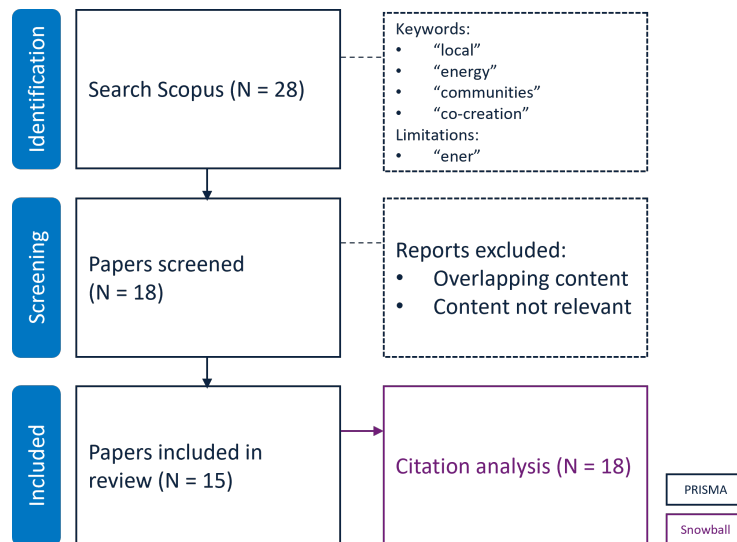 Identification
Search Scopus (N = 28)
Keywords:
• “local”
• “energy”
• “communities”
• “co-creation”
Limitations:
• “ener”
Screening
Papers screened
(N = 18)
Reports excluded:
• Overlapping content
• Content not relevant
Included
Papers included in
review (N = 15)
Citation analysis (N = 18)
PRISMA
Snowball